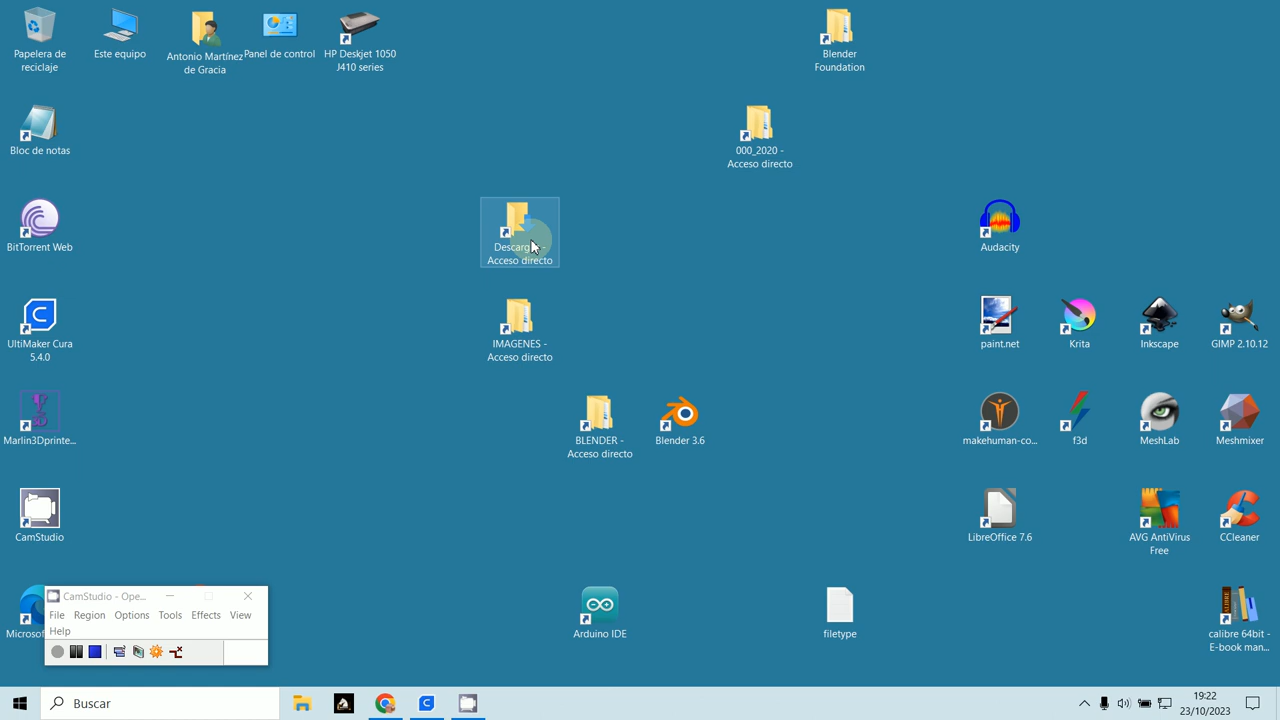 Papelera de
reciclaje
Este equipo
Antonio Martínez
de Gracia
Panel de control
HP Deskjet 1050
J410 series
Blender
Foundation
Bloc de notas
000_2020 -
Acceso directo
BitTorrent Web
Acceso directo
Audacity
UltiMaker Cura
5.4.0
IMAGENES -
Acceso directo
paint.net
Krita
Inkscape
GIMP 2.10.12
Marlin3Dprinte...
BLENDER -
Acceso directo
Blender 3.6
makehuman-co...
f3d
MeshLab
Meshmixer
CamStudio
LibreOffice 7.6
AVG AntiVirus
Free
CCleaner
CamStudio - Ope...
File Region Options Tools Effects View
Help
Arduino IDE
filetype
calibre 64bit -
E-book man...
Buscar
19:22
23/10/2023